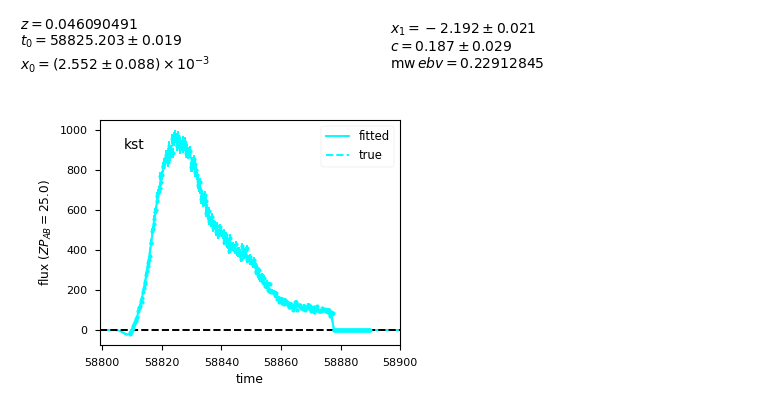 z = 0.046090491
t₀ = 58825.203 ± 0.019
x₀ = (2.552 ± 0.088) × 10⁻³
x₁ = −2.192 ± 0.021
c = 0.187 ± 0.029
mwebv = 0.22912845
kst
fitted
true
flux (ZP_AB = 25.0)
1000
800
600
400
200
0
58800 58820 58840 58860 58880 58900
time